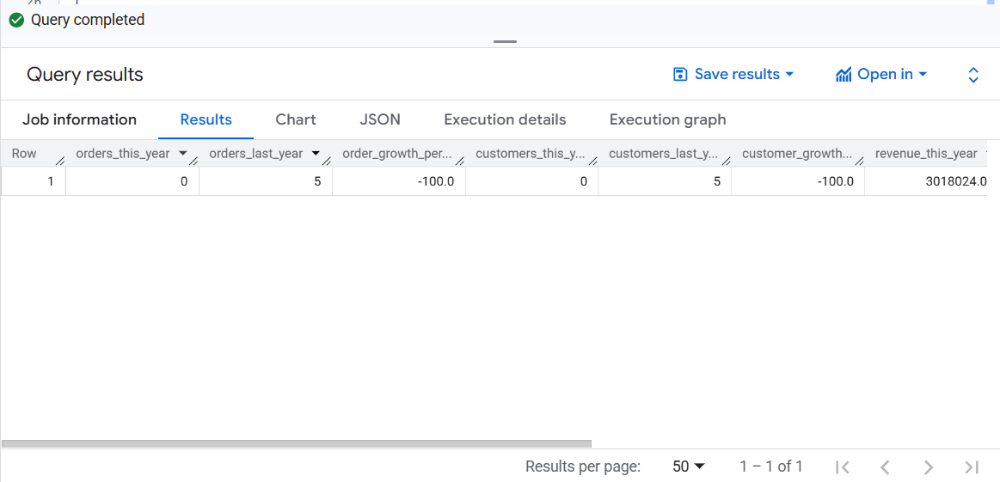 Query completed
Query results
Save results
Open in
Job information Results Chart JSON Execution details Execution graph
Row orders_this_year orders_last_year order_growth_per... customers_this_y... customers_last_y... customer_growth... revenue_this_year
1 0 5 -100.0 0 5 -100.0 3018024.0
Results per page: 50 1 – 1 of 1